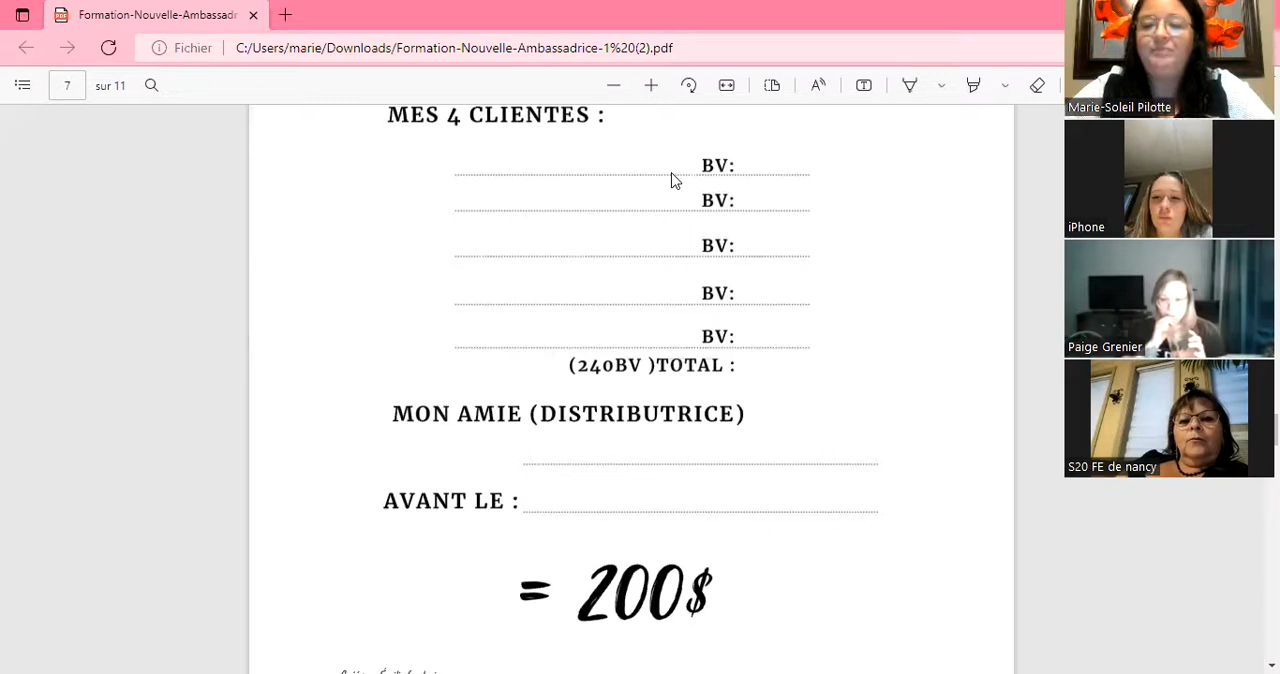 Formation-Nouvelle-Ambassadr
Fichier
C:/Users/marie/Downloads/Formation-Nouvelle-Ambassadrice-1%20(2).pdf
7 sur 11
MES 4 CLIENTES :
BV:
BV:
BV:
BV:
BV:
(240BV )TOTAL :
MON AMIE (DISTRIBUTRICE)
AVANT LE :
= 200$
Marie-Soleil Pilotte
iPhone
Paige Grenier
S20 FE de nancy